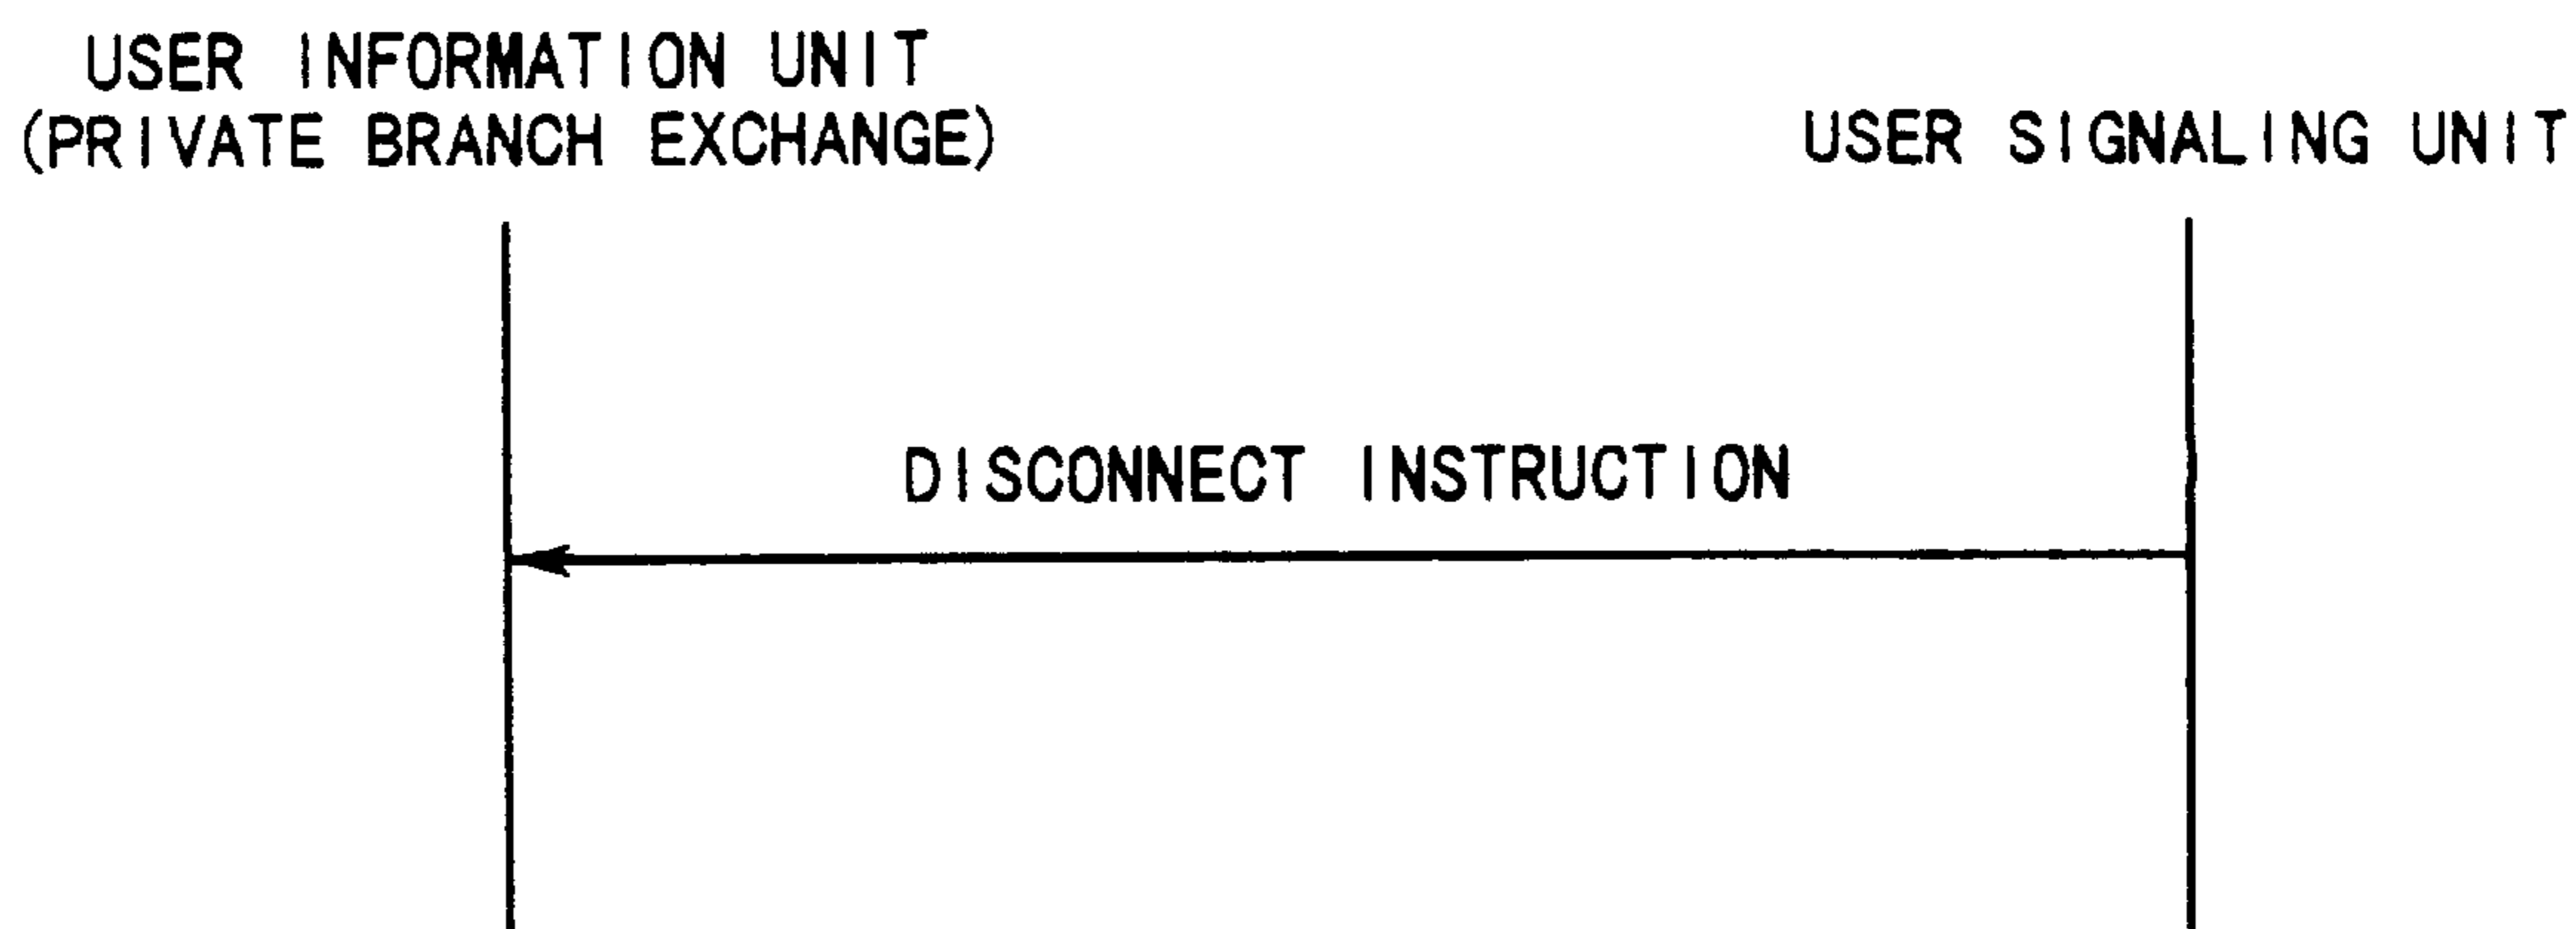 USER INFORMATION UNIT
(PRIVATE BRANCH EXCHANGE)
USER SIGNALING UNIT
DISCONNECT INSTRUCTION